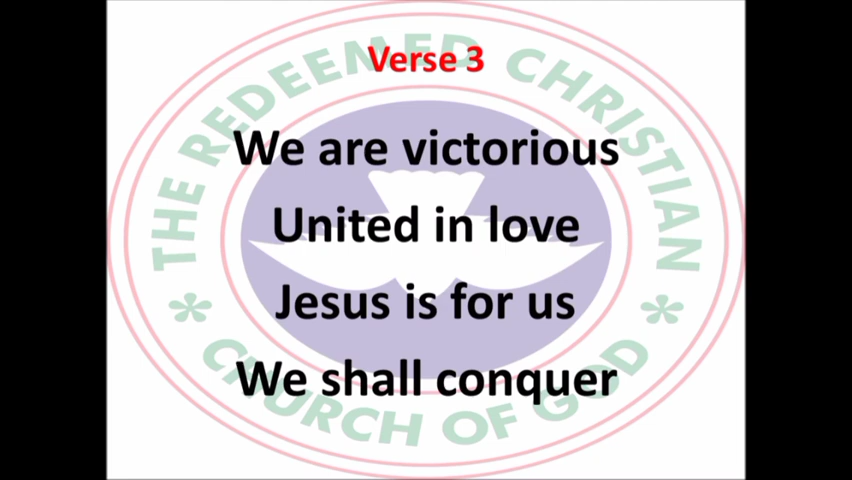 Verse 3
We are victorious
United in love
Jesus is for us
We shall conquer
THE REDEEMED CHRISTIAN
* CHURCH OF GOD *